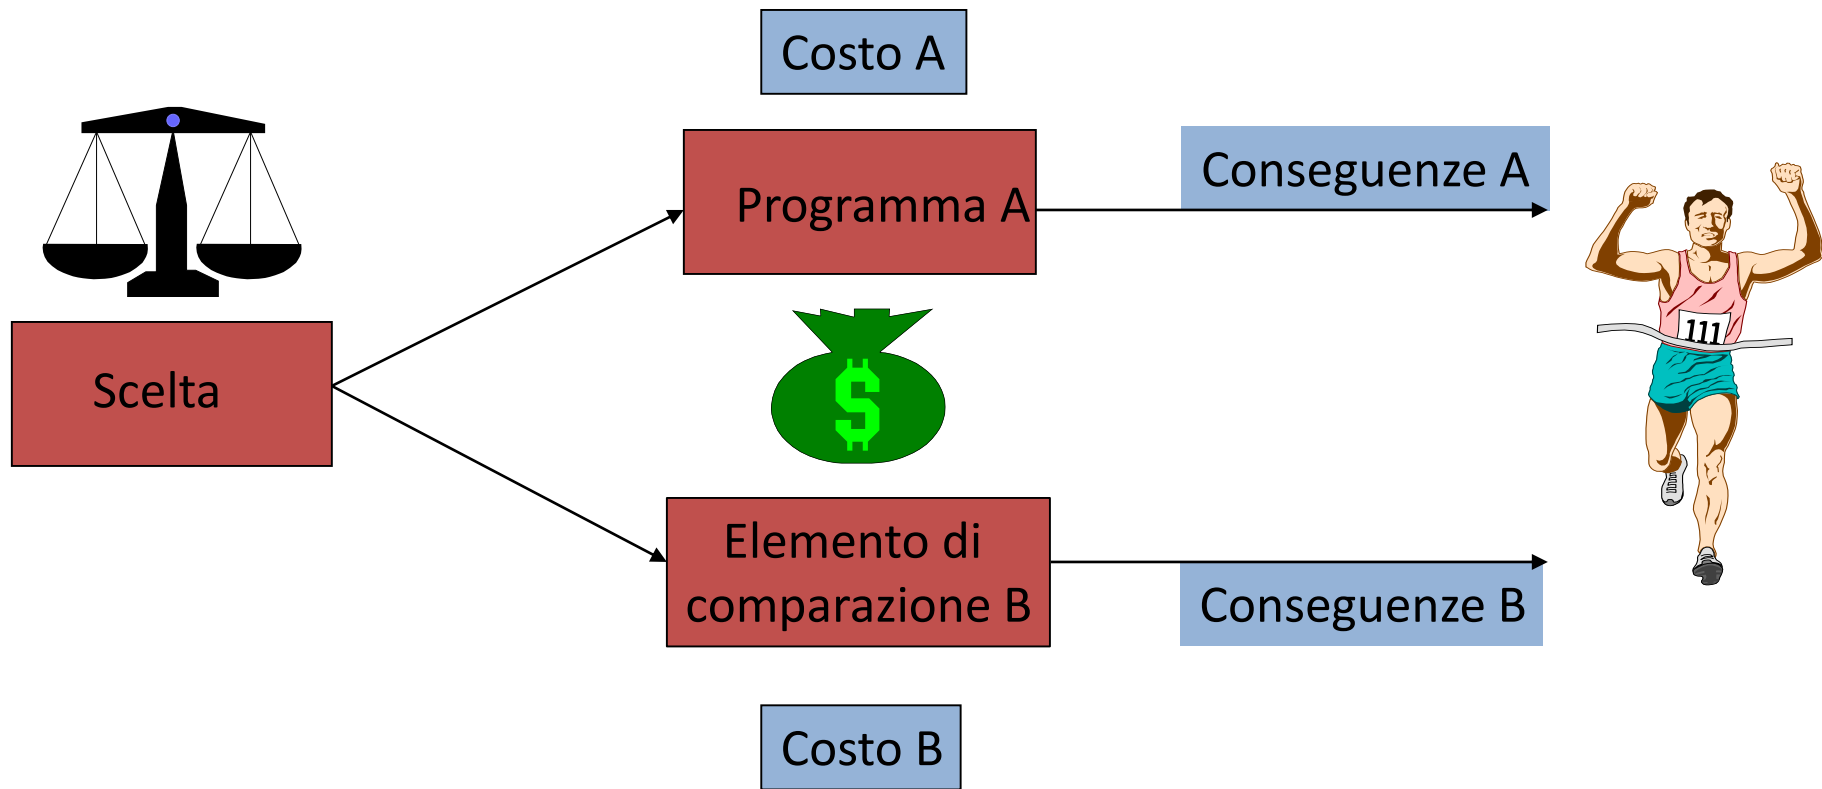 Costo A
Programma A
Conseguenze A
Scelta
$
111
Elemento di
comparazione B
Conseguenze B
Costo B